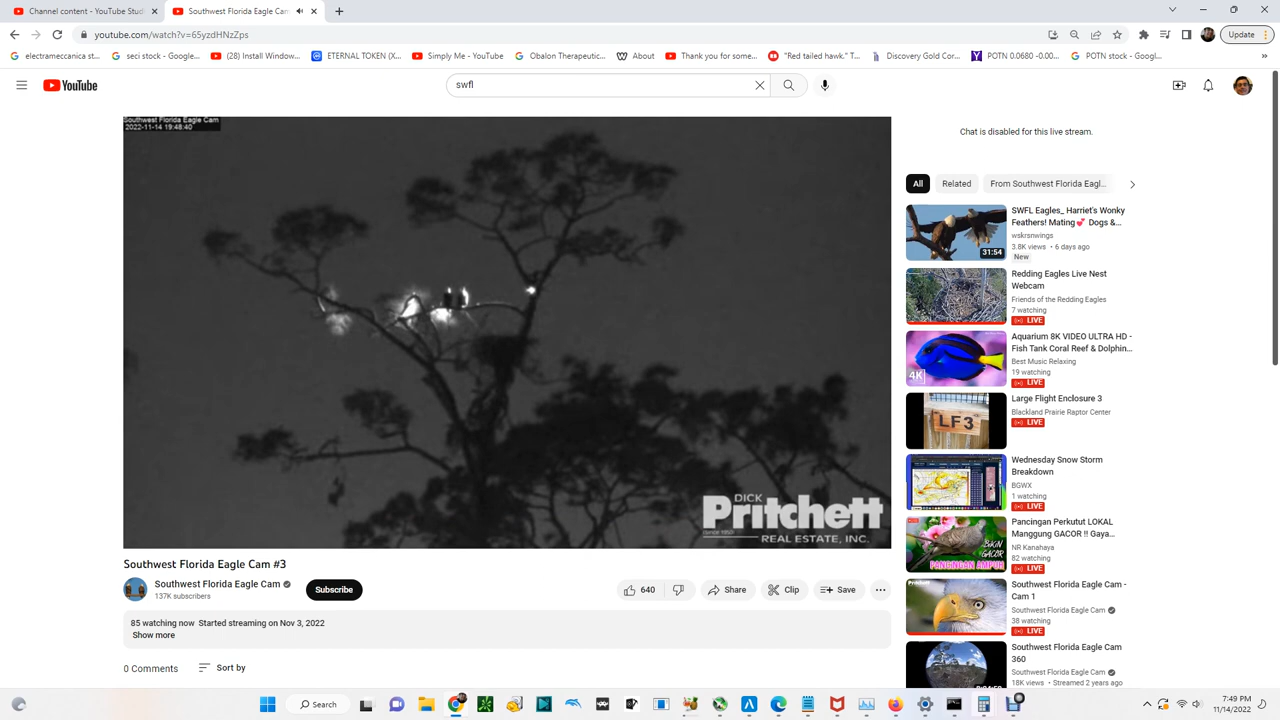 Channel content - YouTube Studi
Southwest Florida Eagle Cam
youtube.com/watch?v=65yzdHNzZps
Update
electrameccanica st...
seci stock - Google...
(28) Install Window...
ETERNAL TOKEN (X...
Simply Me - YouTube
Obalon Therapeutic...
About
Thank you for some...
"Red tailed hawk." T...
Discovery Gold Cor...
POTN 0.0680 -0.00...
POTN stock - Googl...
YouTube
swfl
Southwest Florida Eagle Cam
2022-11-14 19:48:40
DICK
Pritchett
SINCE 1963
REAL ESTATE, INC.
Southwest Florida Eagle Cam #3
Southwest Florida Eagle Cam
137K subscribers
Subscribe
640
Share
Clip
Save
85 watching now Started streaming on Nov 3, 2022
Show more
0 Comments
Sort by
Chat is disabled for this live stream.
All
Related
From Southwest Florida Eagl...
31:54
SWFL Eagles_ Harriet's Wonky
Feathers! Mating💕 Dogs &...
wskrsnwings
3.8K views • 6 days ago
New
Redding Eagles Live Nest
Webcam
Friends of the Redding Eagles
7 watching
LIVE
4K
Aquarium 8K VIDEO ULTRA HD -
Fish Tank Coral Reef & Dolphin...
Best Music Relaxing
19 watching
LIVE
LF3
Large Flight Enclosure 3
Blackland Prairie Raptor Center
LIVE
Wednesday Snow Storm
Breakdown
BGWX
1 watching
LIVE
BIKIN
GACOR
PANCINGAN AMPUH
Pancingan Perkutut LOKAL
Manggung GACOR !! Gaya...
NR Kanahaya
82 watching
LIVE
Pritchett
Southwest Florida Eagle Cam -
Cam 1
Southwest Florida Eagle Cam
38 watching
LIVE
Southwest Florida Eagle Cam
360
Southwest Florida Eagle Cam
18K views • Streamed 2 years ago
Search
7:49 PM
11/14/2022